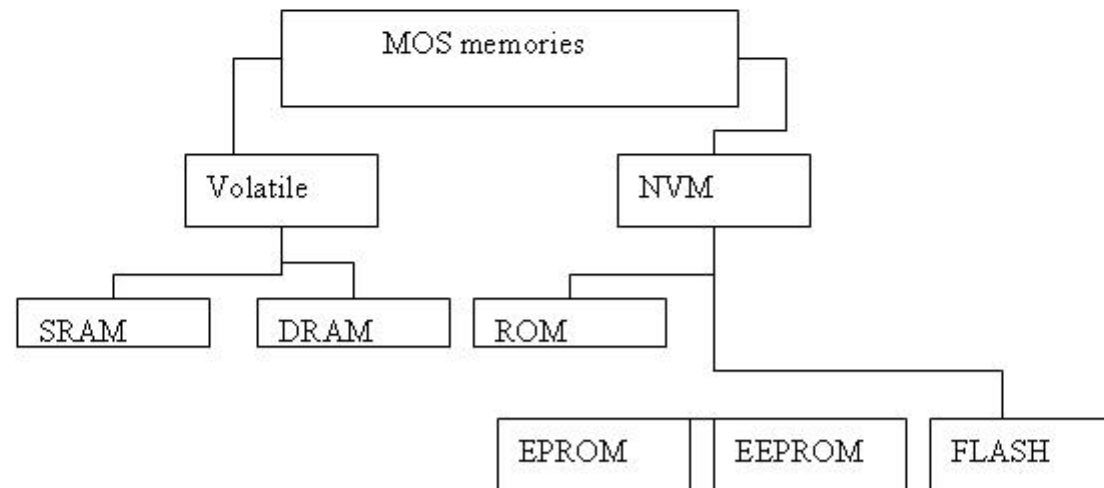 MOS memories
Volatile
NVM
SRAM
DRAM
ROM
EPROM
EEPROM
FLASH